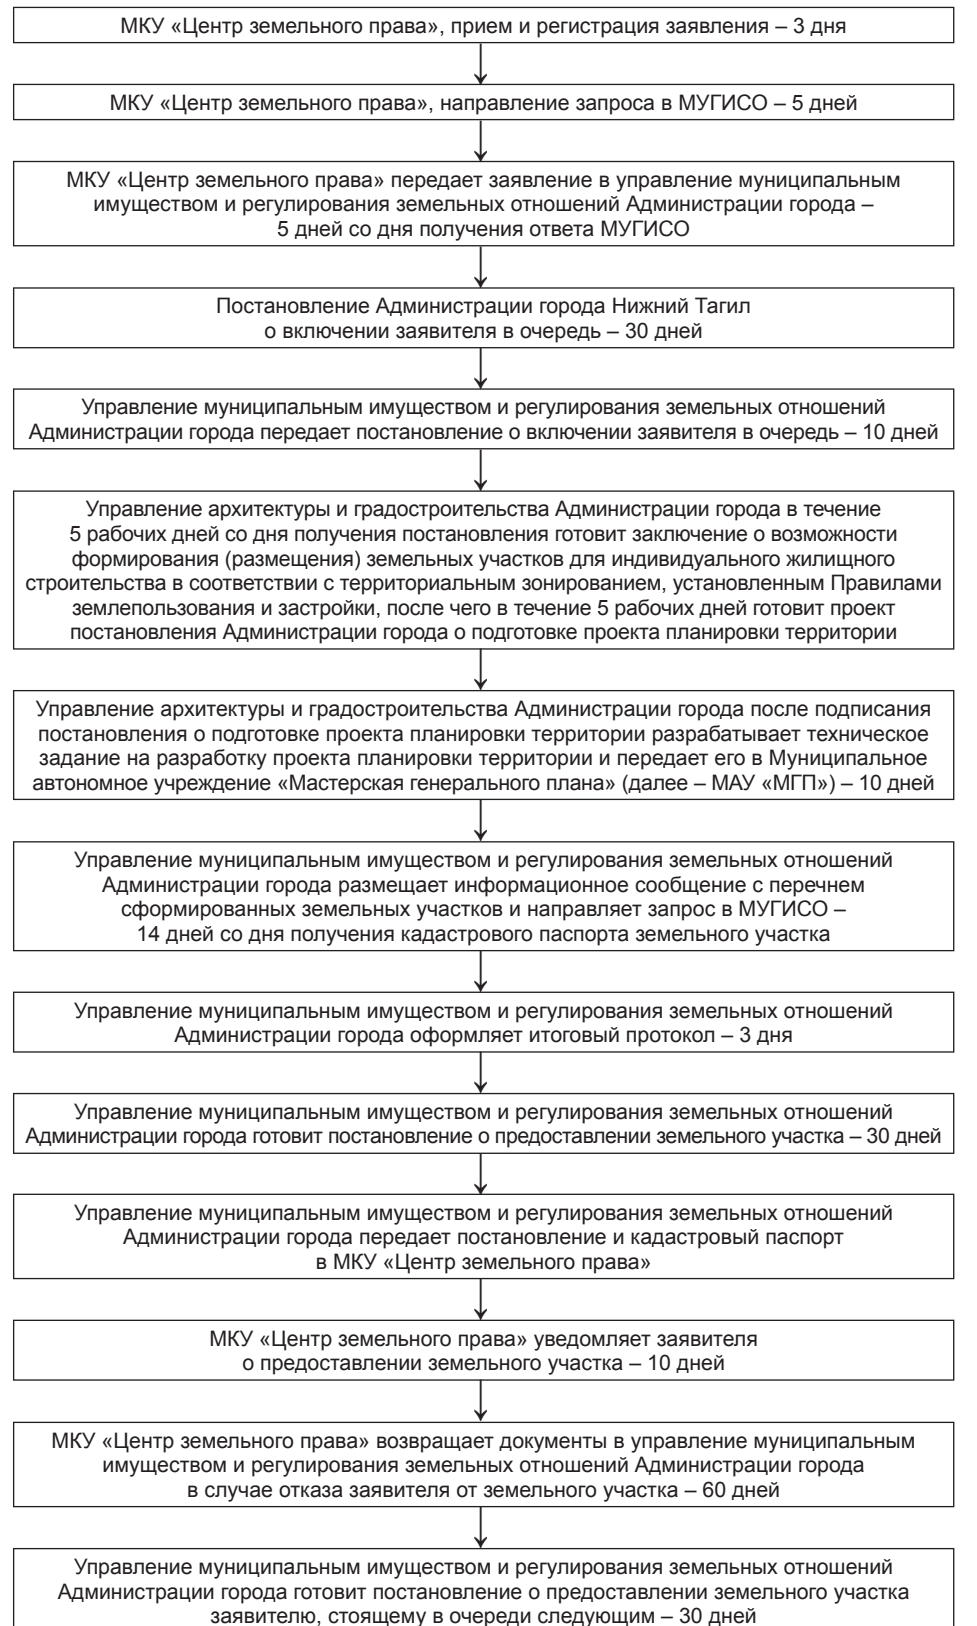 МКУ «Центр земельного права», прием и регистрация заявления – 3 дня
МКУ «Центр земельного права», направление запроса в МУГИСО – 5 дней
МКУ «Центр земельного права» передает заявление в управление муниципальным
имуществом и регулирования земельных отношений Администрации города –
5 дней со дня получения ответа МУГИСО
Постановление Администрации города Нижний Тагил
о включении заявителя в очередь – 30 дней
Управление муниципальным имуществом и регулирования земельных отношений
Администрации города передает постановление о включении заявителя в очередь – 10 дней
Управление архитектуры и градостроительства Администрации города в течение
5 рабочих дней со дня получения постановления готовит заключение о возможности
формирования (размещения) земельных участков для индивидуального жилищного
строительства в соответствии с территориальным зонированием, установленным Правилами
землепользования и застройки, после чего в течение 5 рабочих дней готовит проект
постановления Администрации города о подготовке проекта планировки территории
Управление архитектуры и градостроительства Администрации города после подписания
постановления о подготовке проекта планировки территории разрабатывает техническое
задание на разработку проекта планировки территории и передает его в Муниципальное
автономное учреждение «Мастерская генерального плана» (далее – МАУ «МГП») – 10 дней
Управление муниципальным имуществом и регулирования земельных отношений
Администрации города размещает информационное сообщение с перечнем
сформированных земельных участков и направляет запрос в МУГИСО –
14 дней со дня получения кадастрового паспорта земельного участка
Управление муниципальным имуществом и регулирования земельных отношений
Администрации города оформляет итоговый протокол – 3 дня
Управление муниципальным имуществом и регулирования земельных отношений
Администрации города готовит постановление о предоставлении земельного участка – 30 дней
Управление муниципальным имуществом и регулирования земельных отношений
Администрации города передает постановление и кадастровый паспорт
в МКУ «Центр земельного права»
МКУ «Центр земельного права» уведомляет заявителя
о предоставлении земельного участка – 10 дней
МКУ «Центр земельного права» возвращает документы в управление муниципальным
имуществом и регулирования земельных отношений Администрации города
в случае отказа заявителя от земельного участка – 60 дней
Управление муниципальным имуществом и регулирования земельных отношений
Администрации города готовит постановление о предоставлении земельного участка
заявителю, стоящему в очереди следующим – 30 дней